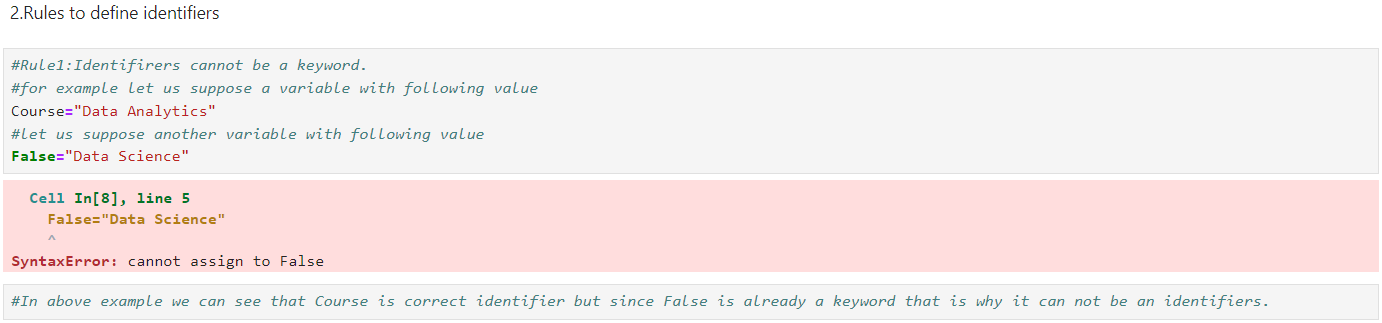 2.Rules to define identifiers
#Rule1:Identifirers cannot be a keyword.
#for example let us suppose a variable with following value
Course="Data Analytics"
#let us suppose another variable with following value
False="Data Science"
Cell In[8], line 5
False="Data Science"
^
SyntaxError: cannot assign to False
#In above example we can see that Course is correct identifier but since False is already a keyword that is why it can not be an identifiers.